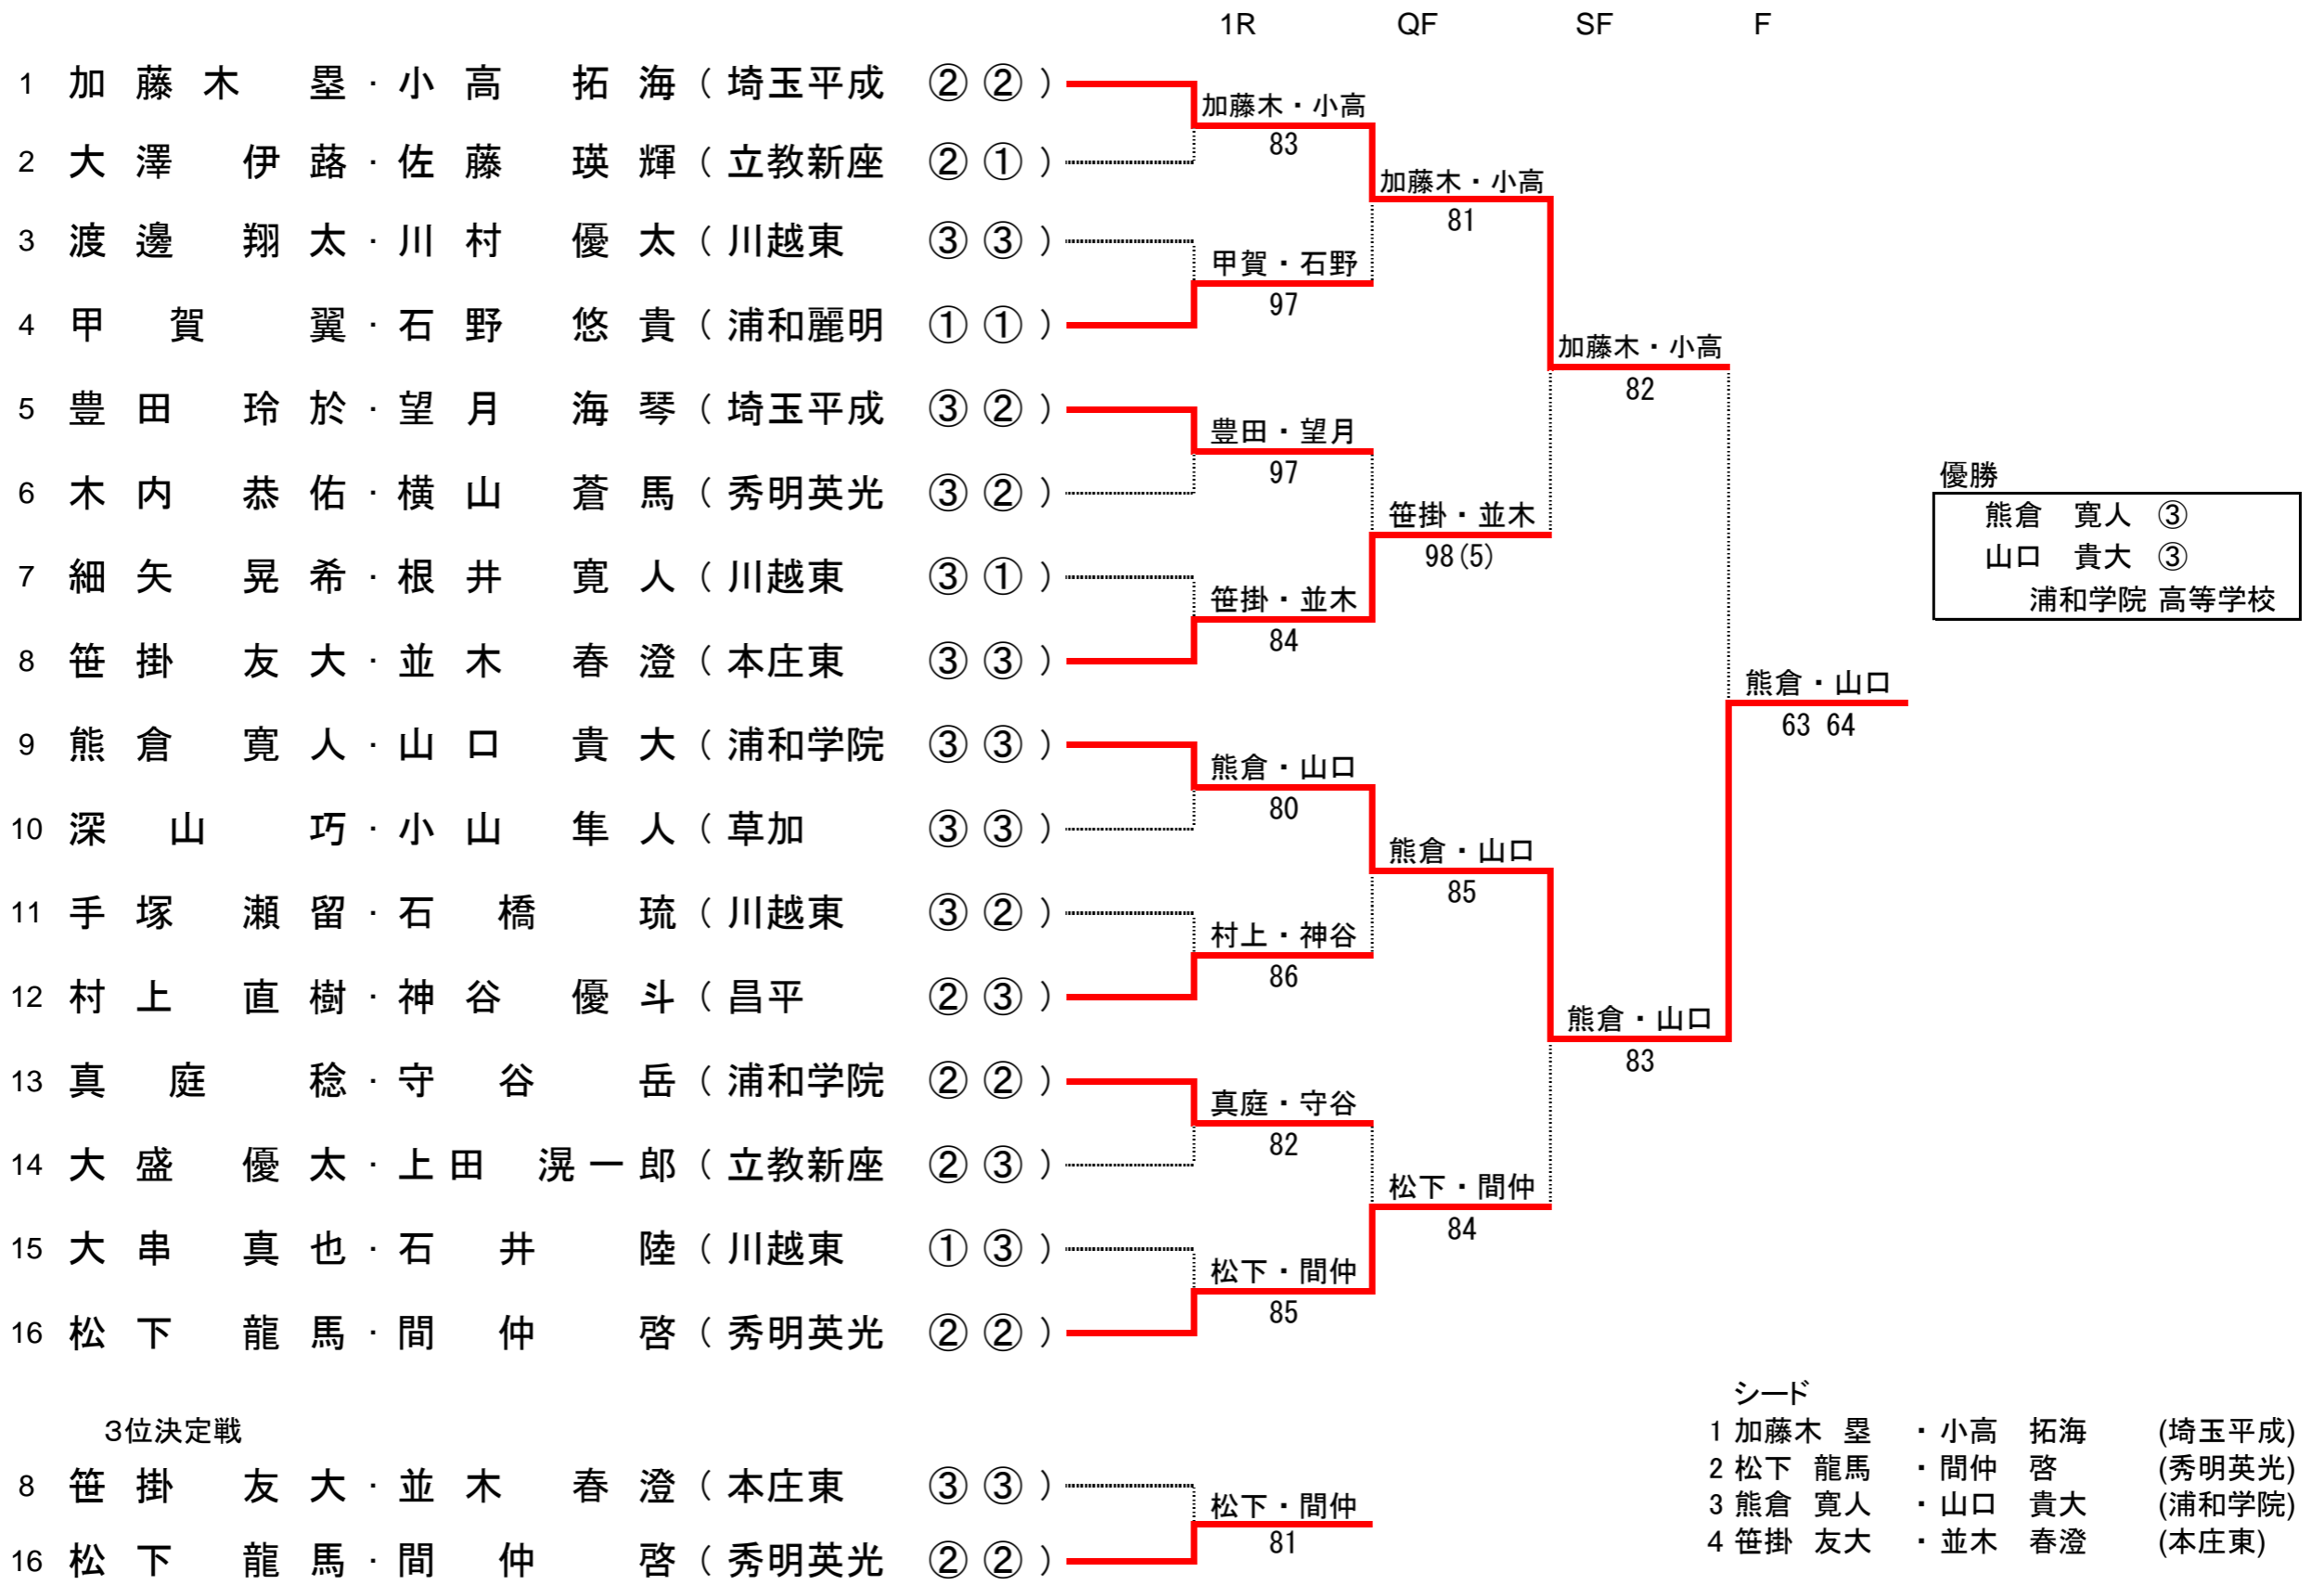 1R QF SF F
1 加藤木 塁・小高 拓海 ( 埼玉平成 ② ② )
加藤木・小高
83
2 大澤 伊蕗・佐藤 瑛輝 ( 立教新座 ② ① )
加藤木・小高
81
3 渡邊 翔太・川村 優太 ( 川越東 ③ ③ )
甲賀・石野
97
4 甲賀 翼・石野 悠貴 ( 浦和麗明 ① ① )
加藤木・小高
82
5 豊田 玲於・望月 海琴 ( 埼玉平成 ③ ② )
豊田・望月
97
6 木内 恭佑・横山 蒼馬 ( 秀明英光 ③ ② )
笹掛・並木
98(5)
7 細矢 晃希・根井 寛人 ( 川越東 ③ ① )
笹掛・並木
84
8 笹掛 友大・並木 春澄 ( 本庄東 ③ ③ )
優勝
熊倉 寛人 ③
山口 貴大 ③
浦和学院 高等学校
熊倉・山口
63 64
9 熊倉 寛人・山口 貴大 ( 浦和学院 ③ ③ )
熊倉・山口
80
10 深山 巧・小山 隼人 ( 草加 ③ ③ )
熊倉・山口
85
11 手塚 瀬留・石橋 琉 ( 川越東 ③ ② )
村上・神谷
86
12 村上 直樹・神谷 優斗 ( 昌平 ② ③ )
熊倉・山口
83
13 真庭 稔・守谷 岳 ( 浦和学院 ② ② )
真庭・守谷
82
14 大盛 優太・上田 滉一郎 ( 立教新座 ② ③ )
松下・間仲
84
15 大串 真也・石井 陸 ( 川越東 ① ③ )
松下・間仲
85
16 松下 龍馬・間仲 啓 ( 秀明英光 ② ② )
3位決定戦
8 笹掛 友大・並木 春澄 ( 本庄東 ③ ③ )
松下・間仲
81
16 松下 龍馬・間仲 啓 ( 秀明英光 ② ② )
シード
1 加藤木 塁 ・小高 拓海 (埼玉平成)
2 松下 龍馬 ・間仲 啓 (秀明英光)
3 熊倉 寛人 ・山口 貴大 (浦和学院)
4 笹掛 友大 ・並木 春澄 (本庄東)